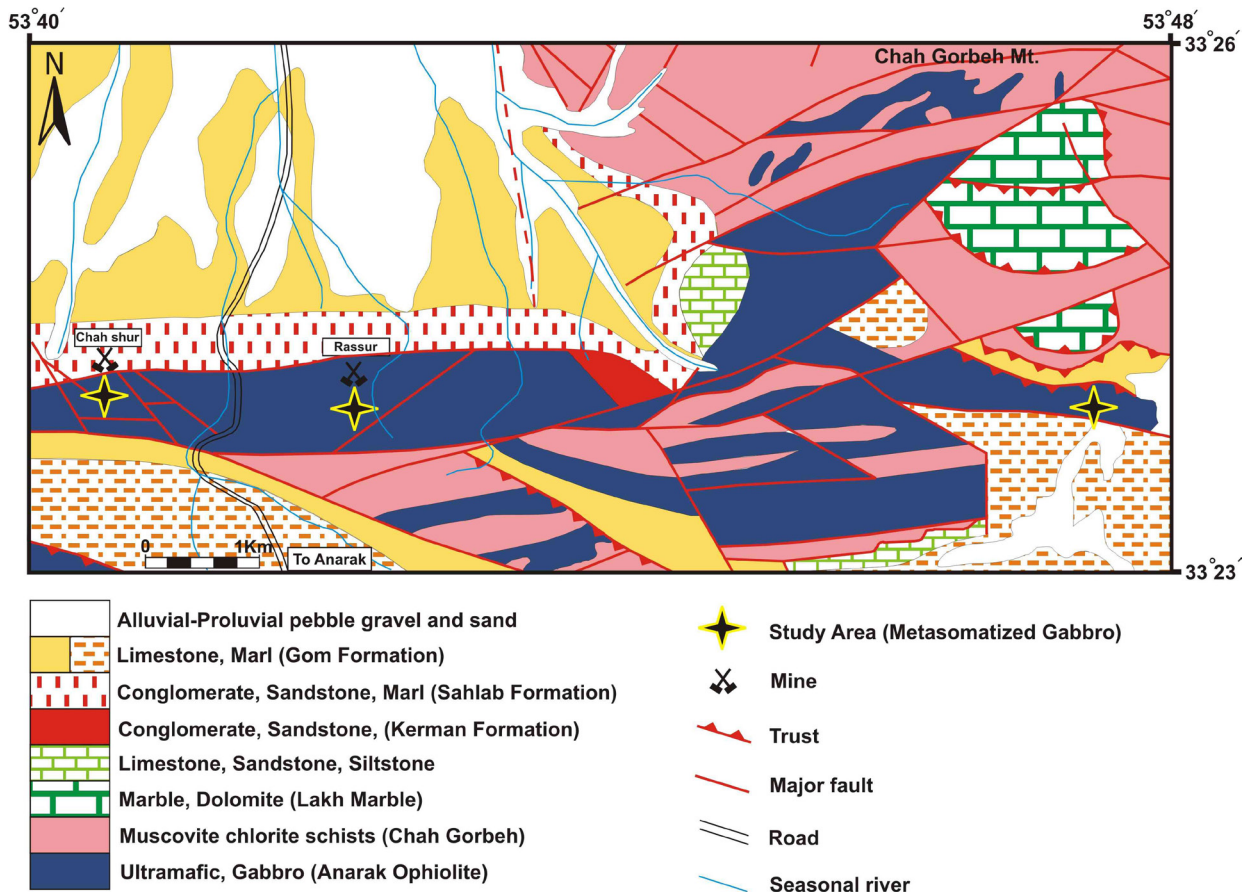 53°40′
53°48′
33°26′
N
Chah Gorbeh Mt.
Chah shur
Rassur
0
1Km
To Anarak
33°23′
Alluvial-Proluvial pebble gravel and sand
Limestone, Marl (Gom Formation)
Conglomerate, Sandstone, Marl (Sahlab Formation)
Conglomerate, Sandstone, (Kerman Formation)
Limestone, Sandstone, Siltstone
Marble, Dolomite (Lakh Marble)
Muscovite chlorite schists (Chah Gorbeh)
Ultramafic, Gabbro (Anarak Ophiolite)
Study Area (Metasomatized Gabbro)
Mine
Trust
Major fault
Road
Seasonal river